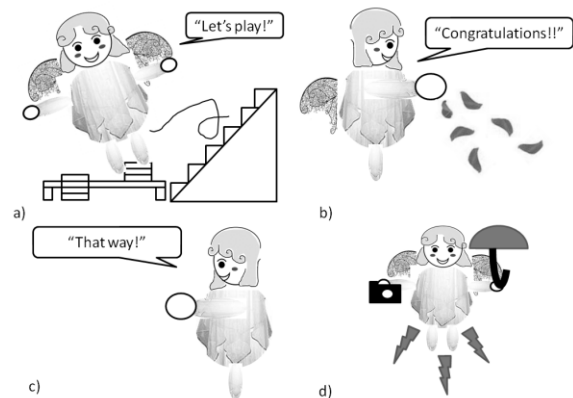 “Let’s play!”
“Congratulations!!”
a)
b)
“That way!”
c)
d)